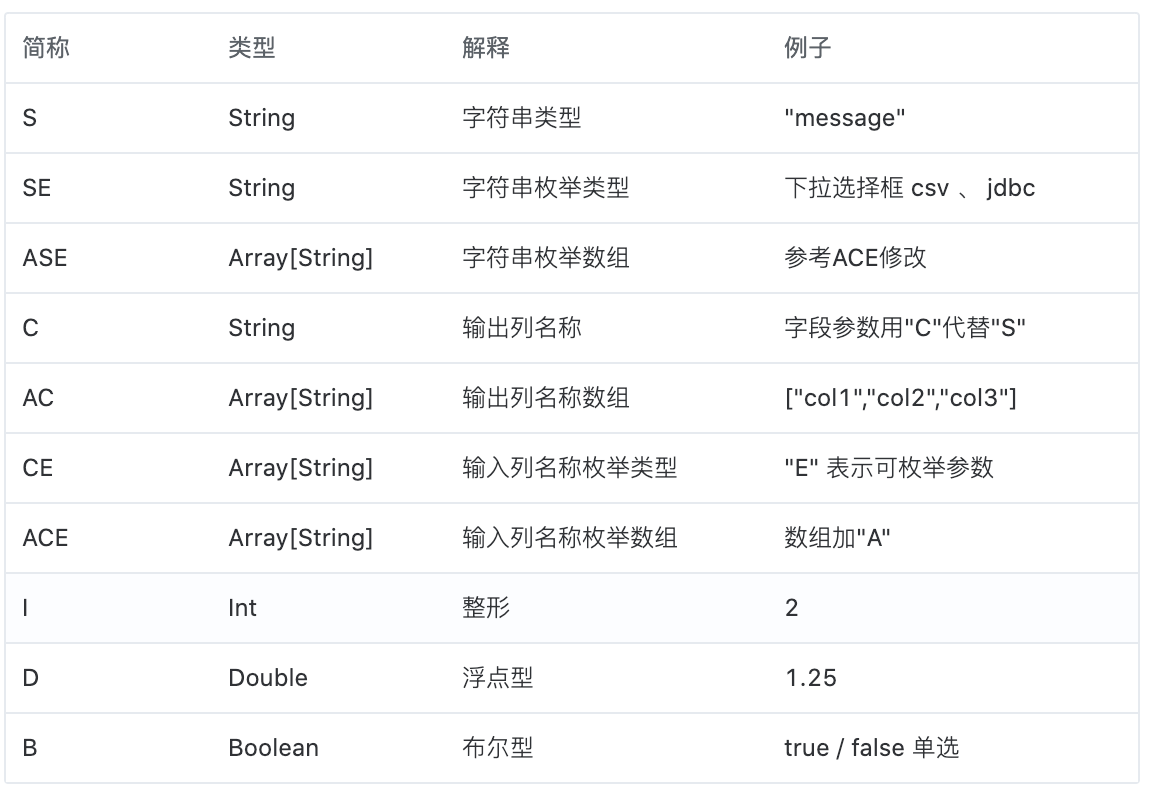 简称 类型 解释 例子
S String 字符串类型 "message"
SE String 字符串枚举类型 下拉选择框 csv 、 jdbc
ASE Array[String] 字符串枚举数组 参考ACE修改
C String 输出列名称 字段参数用"C"代替"S"
AC Array[String] 输出列名称数组 ["col1","col2","col3"]
CE Array[String] 输入列名称枚举类型 "E" 表示可枚举参数
ACE Array[String] 输入列名称枚举数组 数组加"A"
I Int 整形 2
D Double 浮点型 1.25
B Boolean 布尔型 true / false 单选